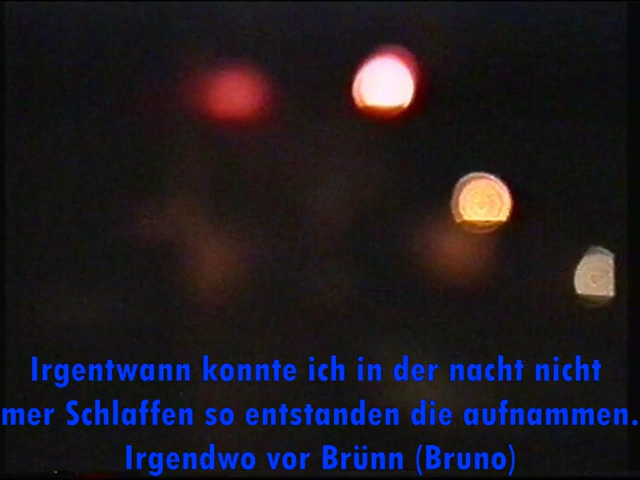 Irgentwann konnte ich in der nacht nicht
mer Schlaffen so entstanden die aufnammen.
Irgendwo vor Brünn (Bruno)